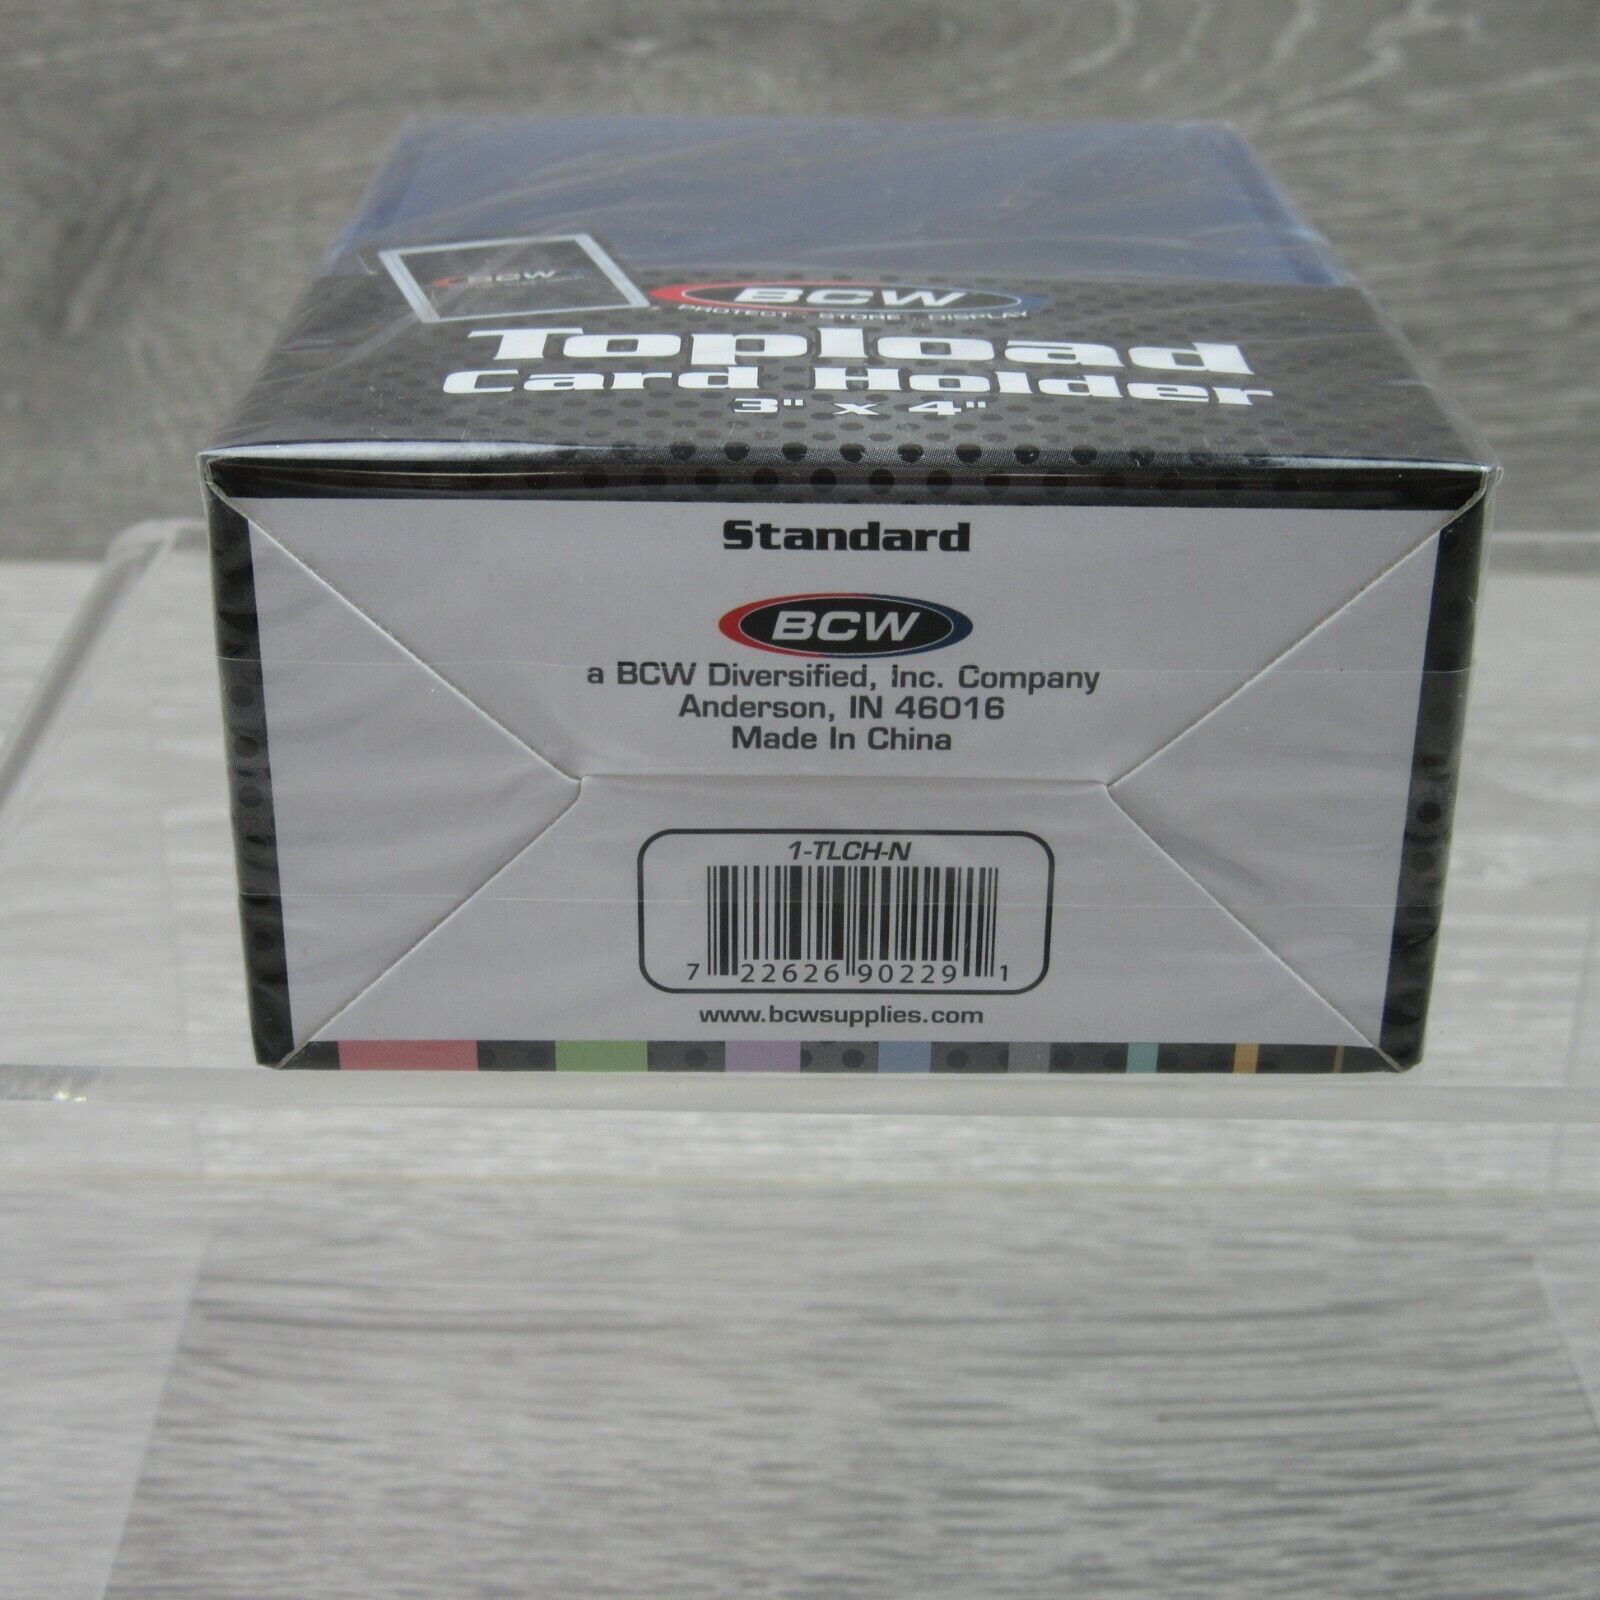 BCW
BCW
PROTECT · STORE · DISPLAY
Topload
Card Holder
3" x 4"
Standard
BCW
a BCW Diversified, Inc. Company
Anderson, IN 46016
Made In China
1-TLCH-N
7 22626 90229 1
www.bcwsupplies.com